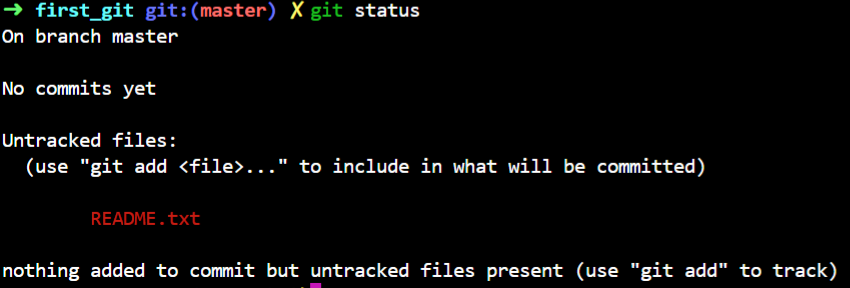 ➜ first_git git:(master) ✗ git status
On branch master
No commits yet
Untracked files:
(use "git add <file>..." to include in what will be committed)
README.txt
nothing added to commit but untracked files present (use "git add" to track)